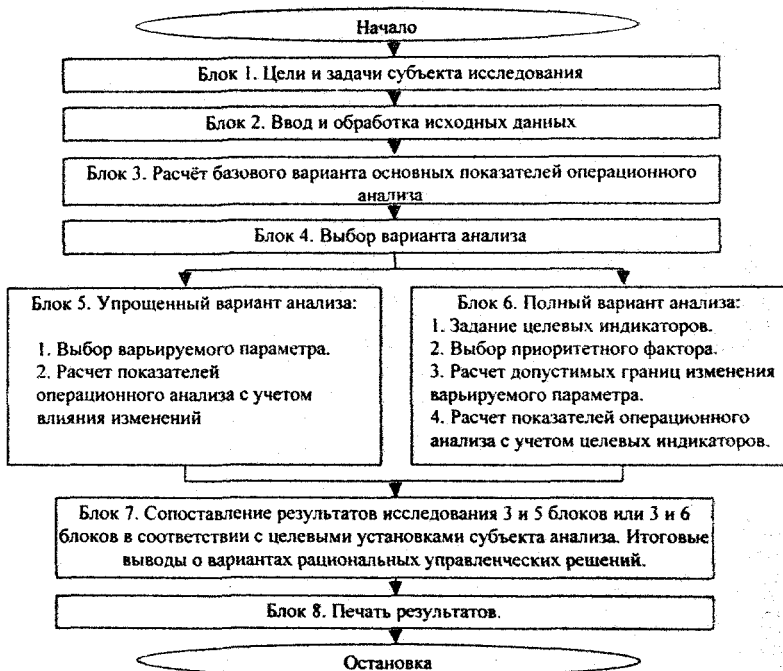 Начало
Блок 1. Цели и задачи субъекта исследования
Блок 2. Ввод и обработка исходных данных
Блок 3. Расчёт базового варианта основных показателей операционного
анализа
Блок 4. Выбор варианта анализа
Блок 5. Упрощенный вариант анализа:
1. Выбор варьируемого параметра.
2. Расчет показателей
операционного анализа с учетом
влияния изменений
Блок 6. Полный вариант анализа:
1. Задание целевых индикаторов.
2. Выбор приоритетного фактора.
3. Расчет допустимых границ изменения
варьируемого параметра.
4. Расчет показателей операционного
анализа с учетом целевых индикаторов.
Блок 7. Сопоставление результатов исследования 3 и 5 блоков или 3 и 6
блоков в соответствии с целевыми установками субъекта анализа. Итоговые
выводы о вариантах рациональных управленческих решений.
Блок 8. Печать результатов.
Остановка